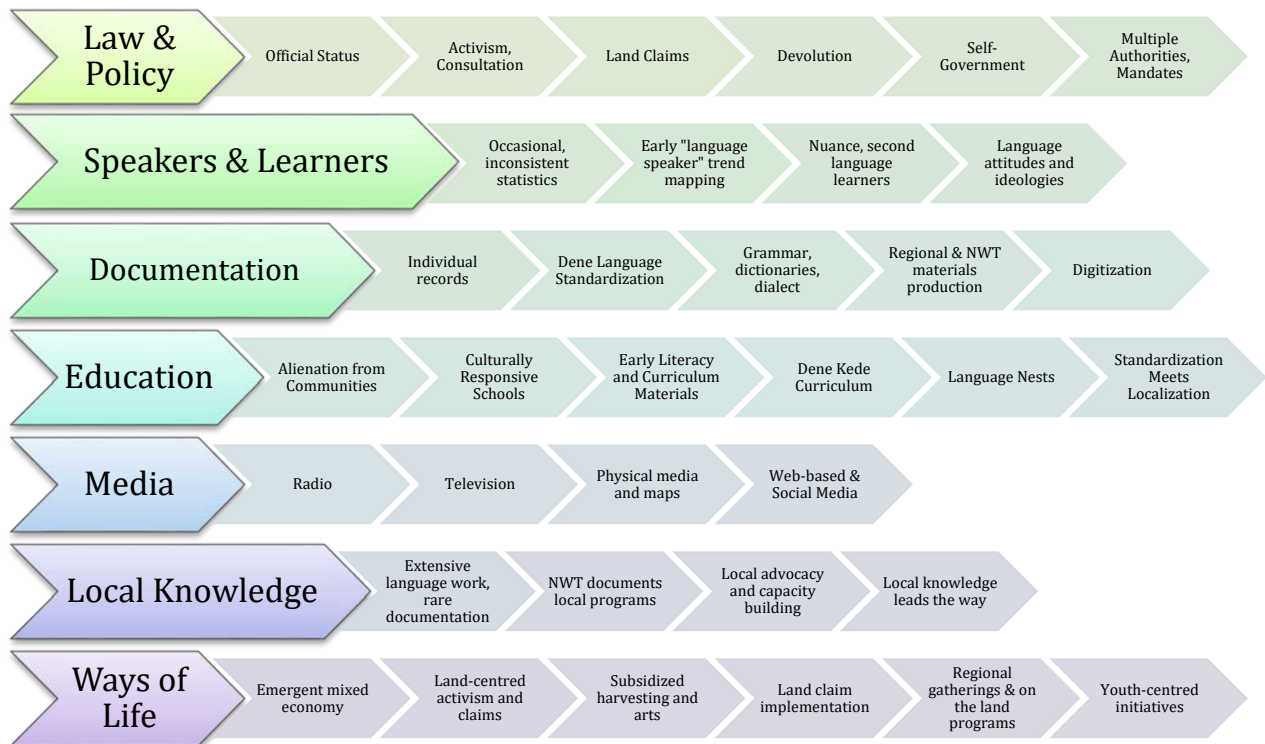 Law &
Policy
Official Status
Activism,
Consultation
Land Claims
Devolution
Self-
Government
Multiple
Authorities,
Mandates
Speakers & Learners
Occasional,
inconsistent
statistics
Early "language
speaker" trend
mapping
Nuance, second
language
learners
Language
attitudes and
ideologies
Documentation
Individual
records
Dene Language
Standardization
Grammar,
dictionaries,
dialect
Regional & NWT
materials
production
Digitization
Education
Alienation from
Communities
Culturally
Responsive
Schools
Early Literacy
and Curriculum
Materials
Dene Kede
Curriculum
Language Nests
Standardization
Meets
Localization
Media
Radio
Television
Physical media
and maps
Web-based &
Social Media
Local Knowledge
Extensive
language work,
rare
documentation
NWT documents
local programs
Local advocacy
and capacity
building
Local knowledge
leads the way
Ways of
Life
Emergent mixed
economy
Land-centred
activism and
claims
Subsidized
harvesting and
arts
Land claim
implementation
Regional
gatherings & on
the land
programs
Youth-centred
initiatives